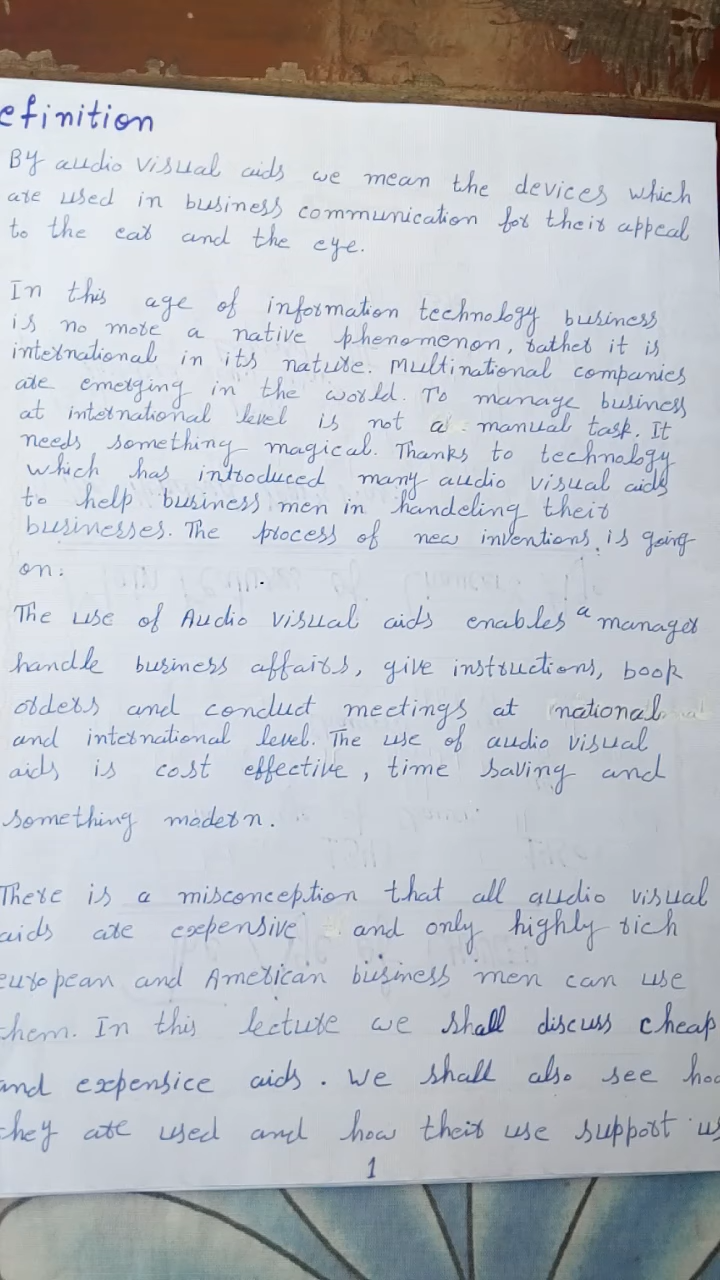 efinition
By audio visual aids we mean the devices which
are used in business communication for their appeal
to the ear and the eye.
In this age of information technology business
is no more a native phenomenon, rather it is
international in its nature. Multinational companies
are emerging in the world. To manage business
at international level is not a manual task. It
needs something magical. Thanks to technology
which has introduced many audio visual aids
to help business men in handeling their
businesses. The process of new inventions is going
on.
The use of Audio visual aids enables a manager
handle business affairs, give instructions, book
orders and conduct meetings at national
and international level. The use of audio visual
aids is cost effective, time saving and
something modern.
There is a misconception that all audio visual
aids are expensive and only highly rich
european and American business men can use
them. In this lecture we shall discuss cheap
and expensice aids. We shall also see how
they are used and how their use support us
1